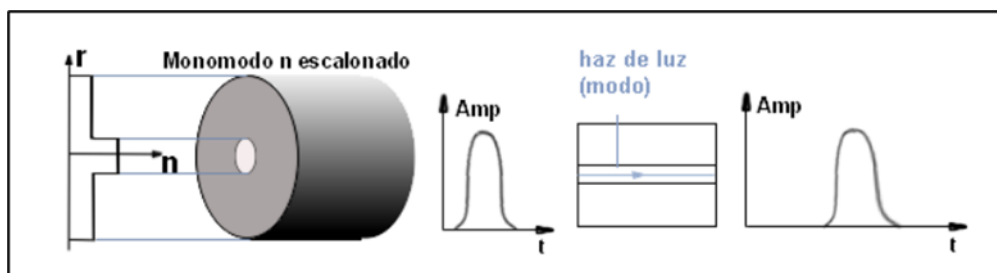 r
Monomodo n escalonado
n
Amp
t
haz de luz
(modo)
Amp
t